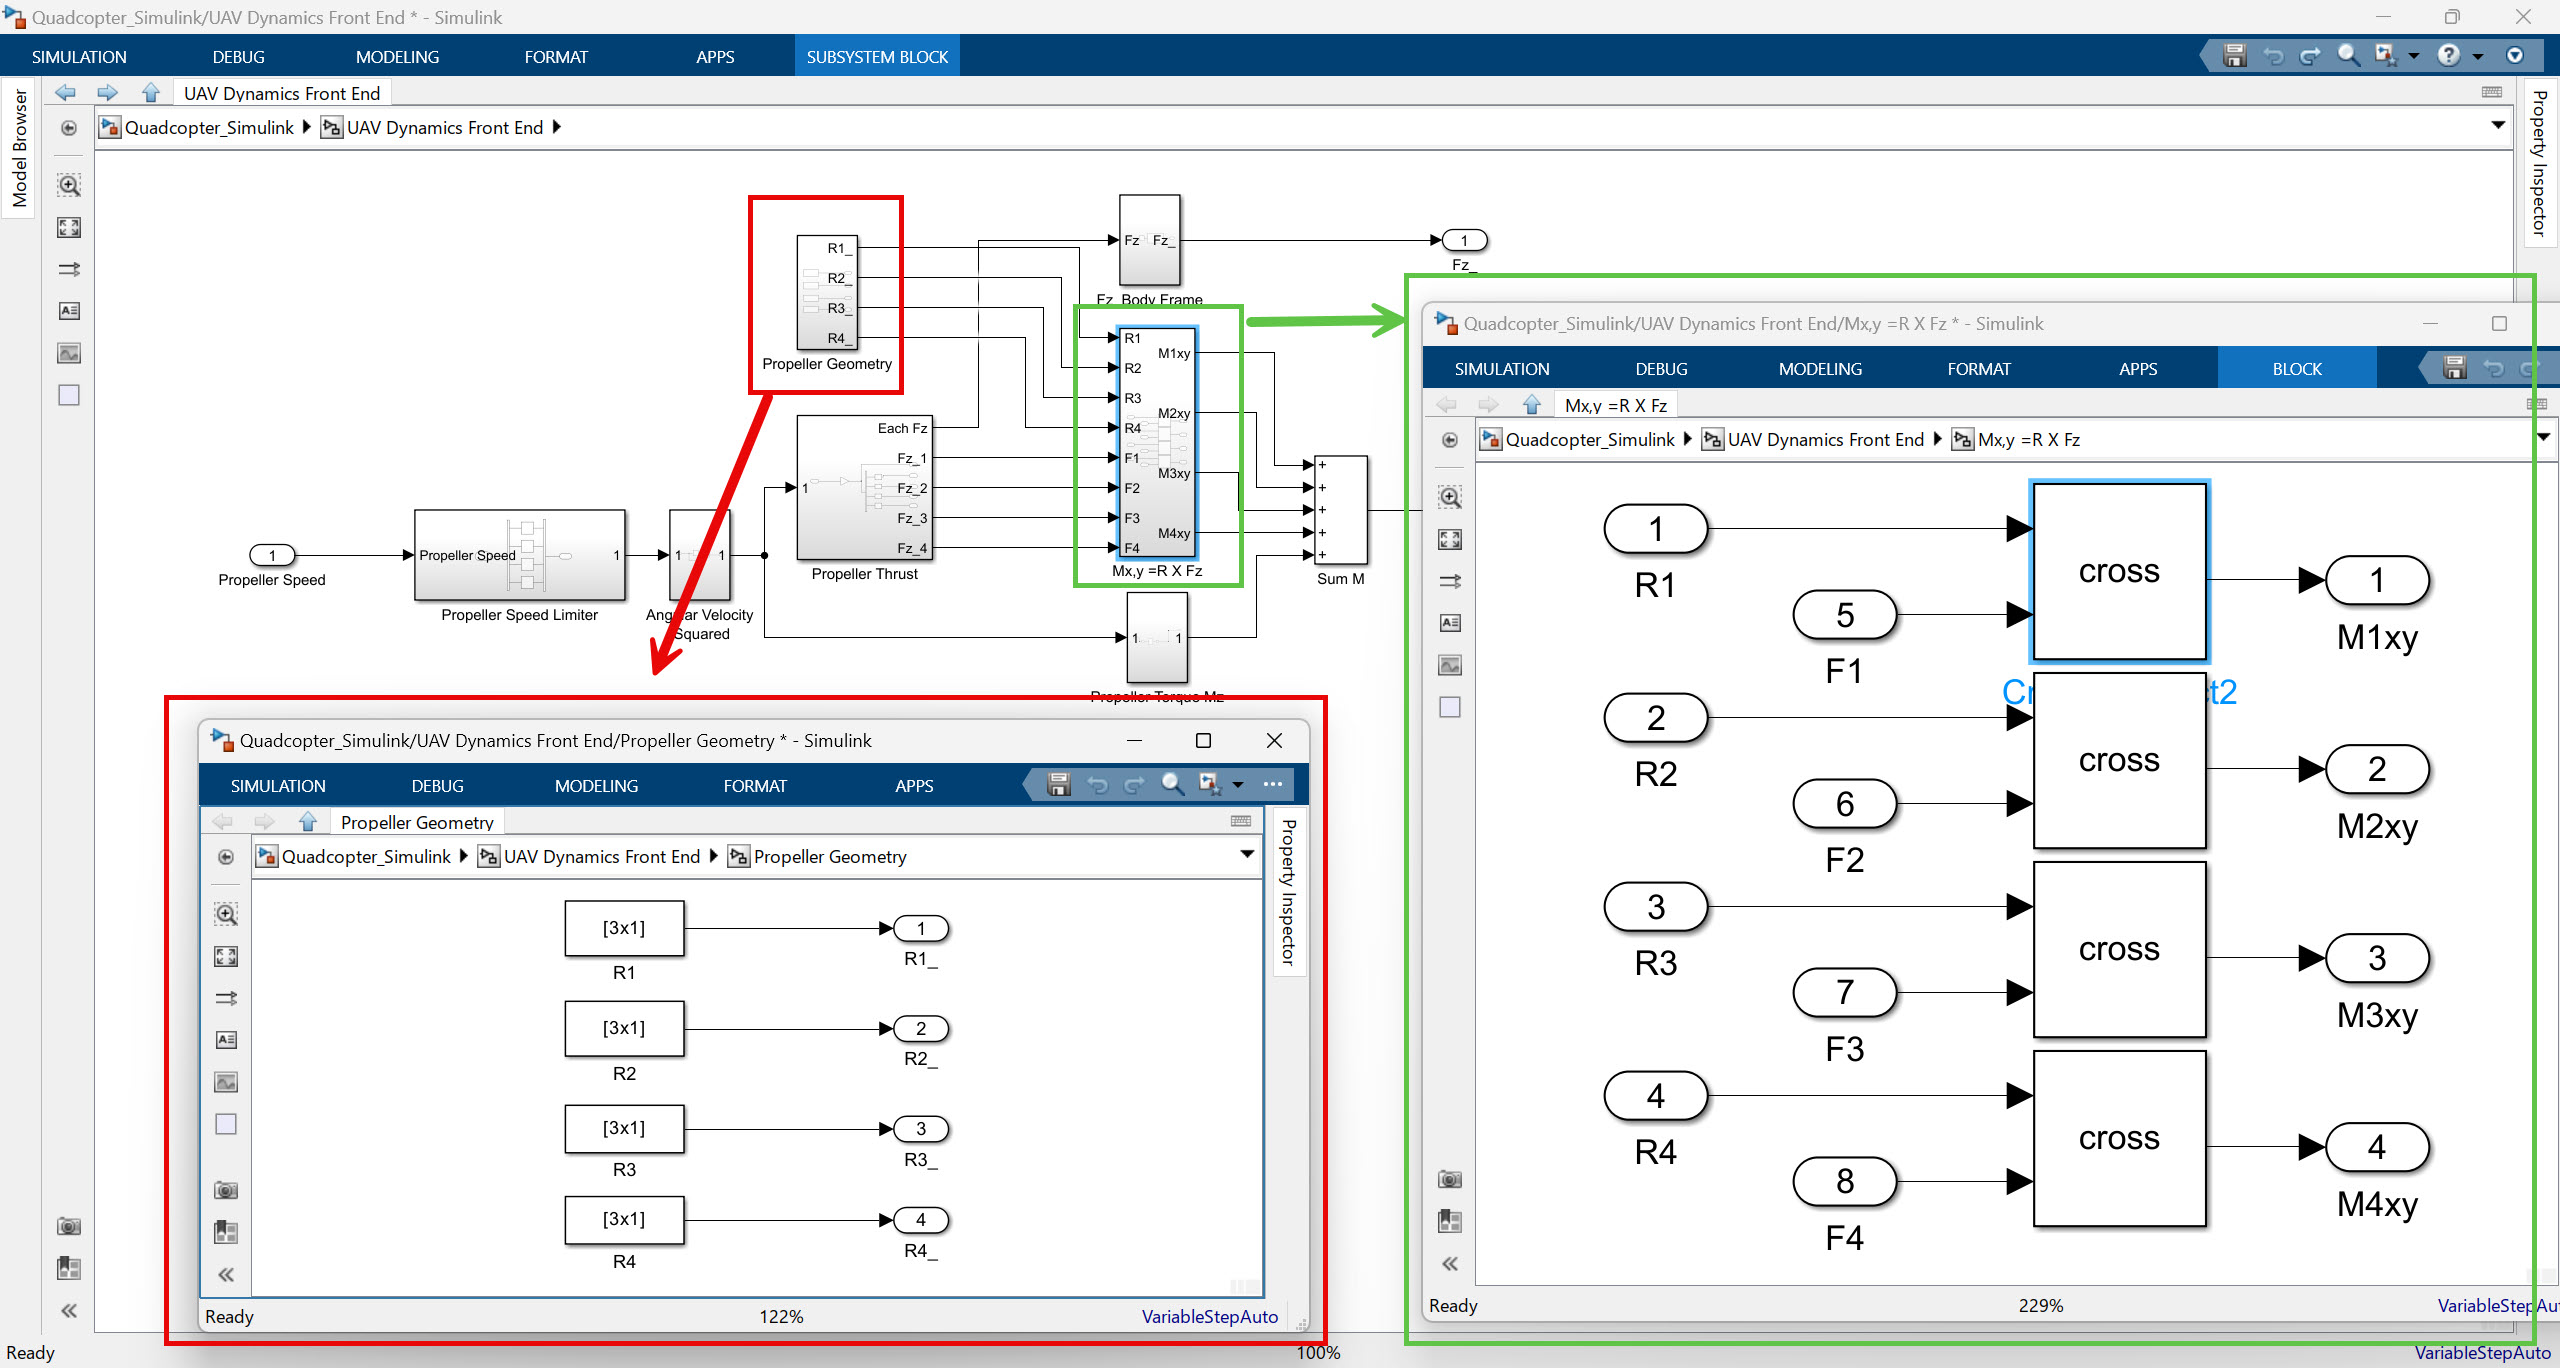 Quadcopter_Simulink/UAV Dynamics Front End * - Simulink
SIMULATION DEBUG MODELING FORMAT APPS SUBSYSTEM BLOCK
UAV Dynamics Front End
Quadcopter_Simulink UAV Dynamics Front End
Model Browser
Property Inspector
R1_
R2_
R3_
R4_
Propeller Geometry
Fz Fz_
Fz Body Frame
1
Fz_
R1
R2
R3
R4
F1
F2
F3
F4
M1xy
M2xy
M3xy
M4xy
Mx,y =R X Fz
1
Each Fz
Fz_1
Fz_2
Fz_3
Fz_4
Propeller Thrust
1
Propeller Speed
Propeller Speed 1
Propeller Speed Limiter
1 1
Angular Velocity
Squared
+
+
+
+
+
Sum M
1 1
Propeller Torque Mz
Quadcopter_Simulink/UAV Dynamics Front End/Propeller Geometry * - Simulink
SIMULATION DEBUG MODELING FORMAT APPS
Propeller Geometry
Quadcopter_Simulink UAV Dynamics Front End Propeller Geometry
Property Inspector
[3x1] 1
R1 R1_
[3x1] 2
R2 R2_
[3x1] 3
R3 R3_
[3x1] 4
R4 R4_
Ready 122% VariableStepAuto
Quadcopter_Simulink/UAV Dynamics Front End/Mx,y =R X Fz * - Simulink
SIMULATION DEBUG MODELING FORMAT APPS BLOCK
Mx,y =R X Fz
Quadcopter_Simulink UAV Dynamics Front End Mx,y =R X Fz
1
R1
5
F1
cross
1
M1xy
2
R2
6
F2
cross
2
M2xy
3
R3
7
F3
cross
3
M3xy
4
R4
8
F4
cross
4
M4xy
Ready 229% VariableStepAu
Ready 100% VariableStepAuto